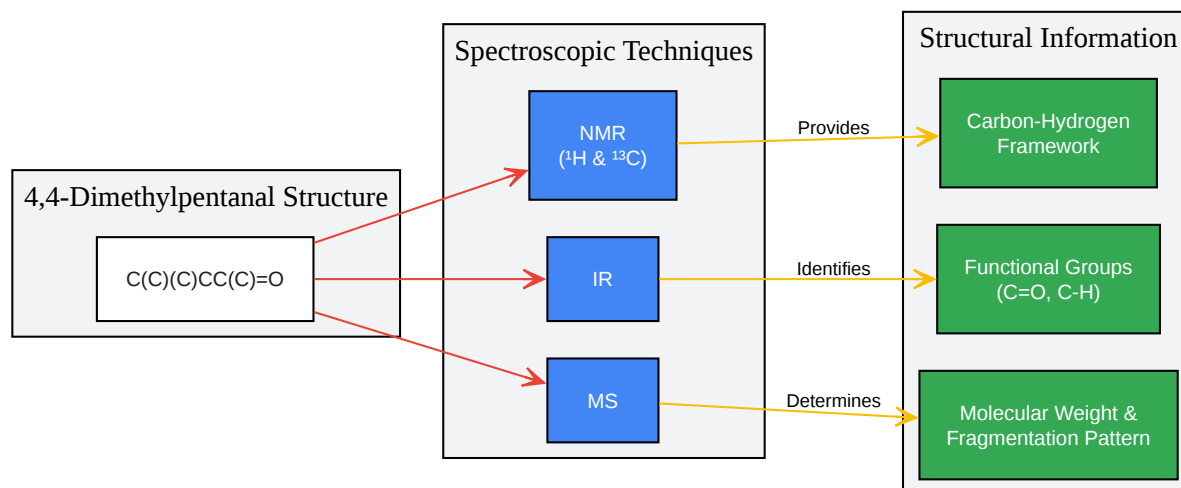 4,4-Dimethylpentanal Structure
C(C)(C)CC(C)=O
Spectroscopic Techniques
NMR
(¹H & ¹³C)
IR
MS
Provides
Identifies
Determines
Structural Information
Carbon-Hydrogen
Framework
Functional Groups
(C=O, C-H)
Molecular Weight &
Fragmentation Pattern